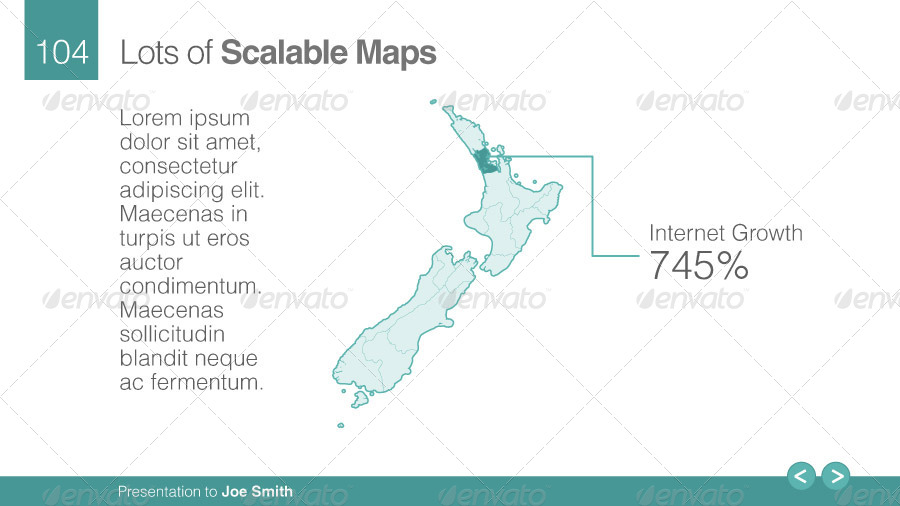 104
Lots of Scalable Maps
Lorem ipsum
dolor sit amet,
consectetur
adipiscing elit.
Maecenas in
turpis ut eros
auctor
condimentum.
Maecenas
sollicitudin
blandit neque
ac fermentum.
Internet Growth
745%
Presentation to Joe Smith
< >
envato envato envato envato envato
envato envato envato envato envato
envato envato envato envato envato